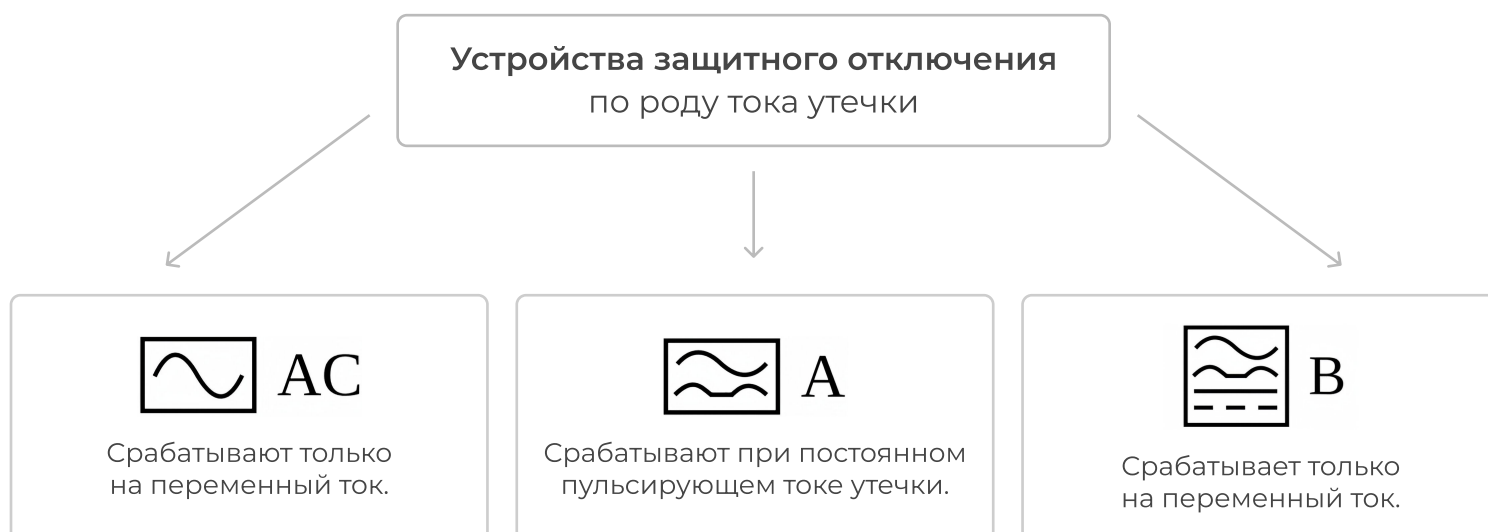 Устройства защитного отключения
по роду тока утечки
AC
Срабатывают только
на переменный ток.
A
Срабатывают при постоянном
пульсирующем токе утечки.
B
Срабатывает только
на переменный ток.